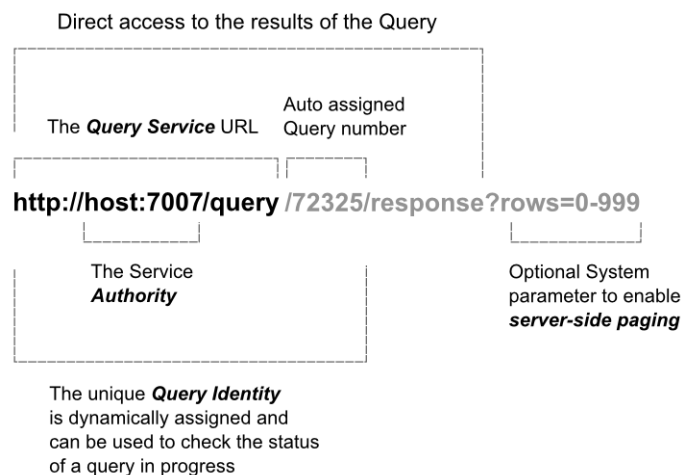 Direct access to the results of the Query
Auto assigned
The Query Service URL Query number
http://host:7007/query /72325/response?rows=0-999
The Service
Authority
Optional System
parameter to enable
server-side paging
The unique Query Identity
is dynamically assigned and
can be used to check the status
of a query in progress